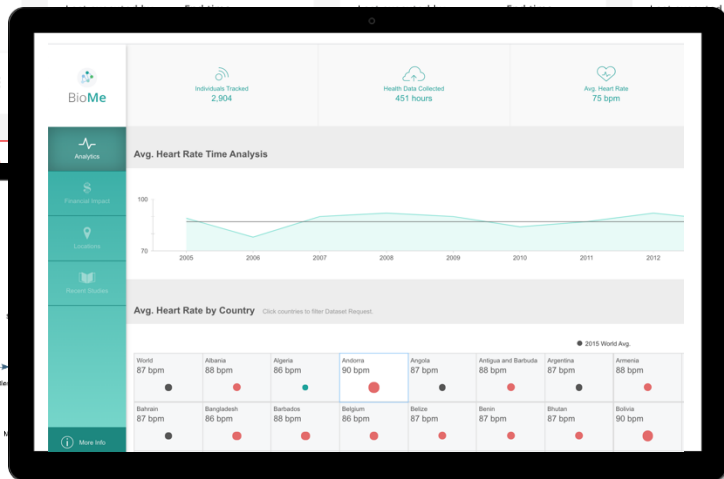 BioMe
Individuals Tracked
2,904
Health Data Collected
451 hours
Avg. Heart Rate
75 bpm
Analytics
Financial Impact
Locations
Recent Studies
More Info
Avg. Heart Rate Time Analysis
100
70
2005 2006 2007 2008 2009 2010 2011 2012
Avg. Heart Rate by Country Click countries to filter Dataset Request.
2015 World Avg.
World Albania Algeria Andorra Angola Antigua and Barbuda Argentina Armenia
87 bpm 88 bpm 86 bpm 90 bpm 87 bpm 88 bpm 87 bpm 88 bpm
Bahrain Bangladesh Barbados Belgium Belize Benin Bhutan Bolivia
87 bpm 86 bpm 88 bpm 86 bpm 87 bpm 87 bpm 87 bpm 90 bpm